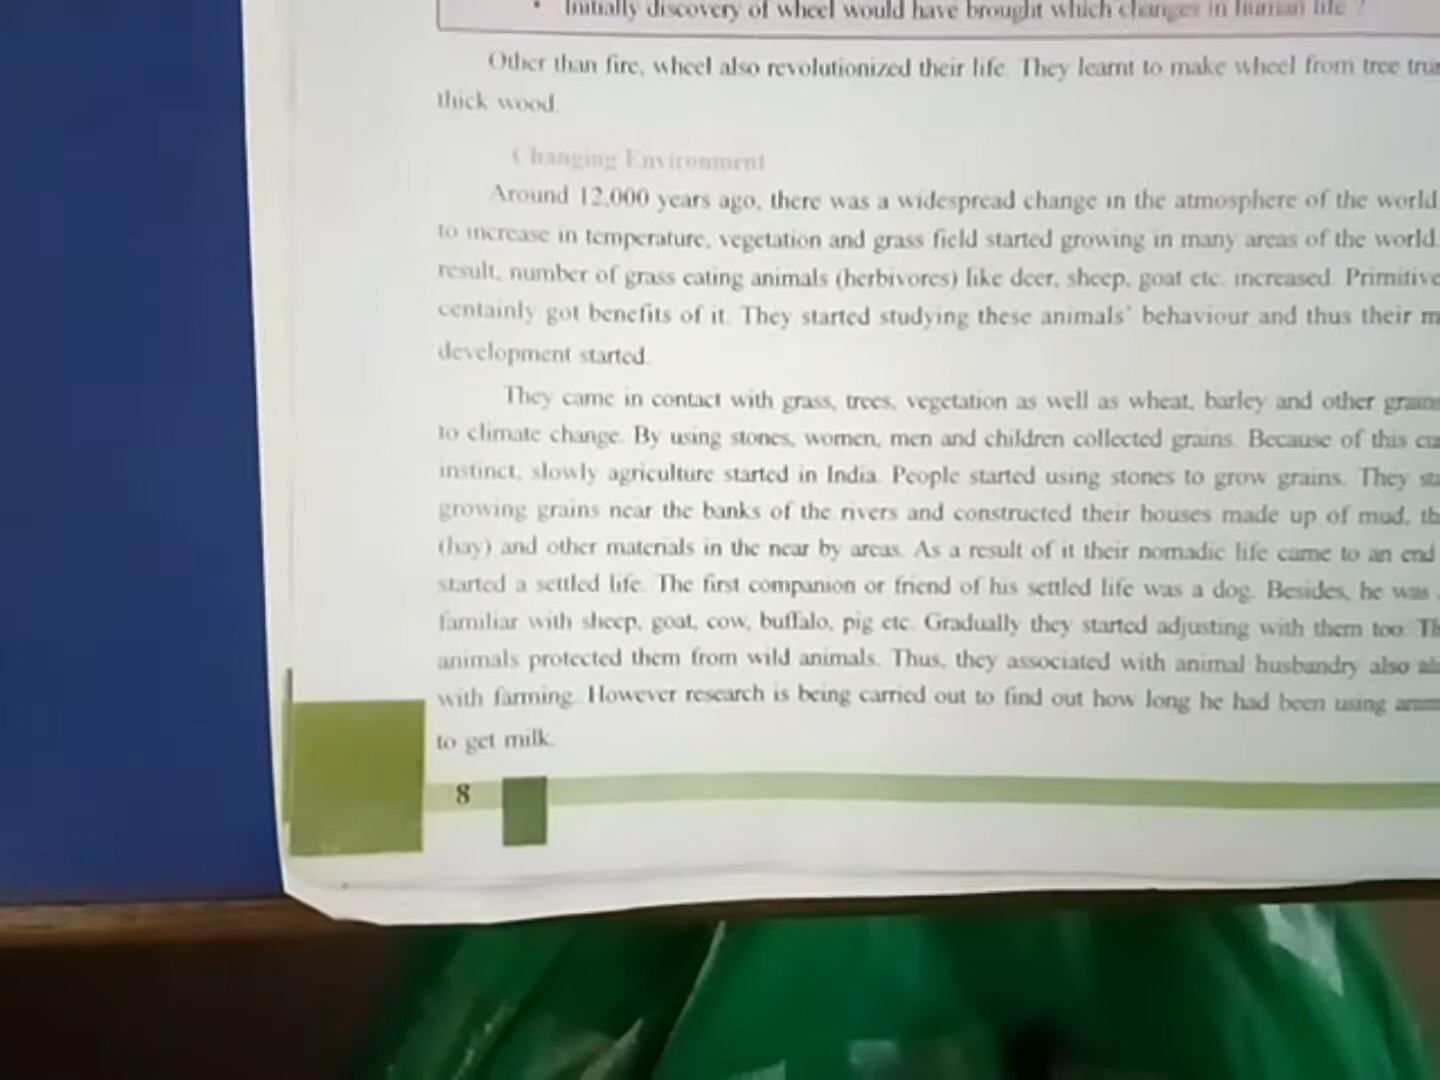 • Initially discovery of wheel would have brought which changes in human life ?
Other than fire, wheel also revolutionized their life. They learnt to make wheel from tree
thick wood.
Changing Environment
Around 12,000 years ago, there was a widespread change in the atmosphere of the world.
to increase in temperature, vegetation and grass field started growing in many areas of the world.
result, number of grass eating animals (herbivores) like deer, sheep, goat etc. increased. Primitive
centainly got benefits of it. They started studying these animals' behaviour and thus their
development started.
They came in contact with grass, trees, vegetation as well as wheat, barley and other grains
to climate change. By using stones, women, men and children collected grains. Because of this
instinct, slowly agriculture started in India. People started using stones to grow grains. They
growing grains near the banks of the rivers and constructed their houses made up of mud,
(hay) and other materials in the near by areas. As a result of it their nomadic life came to an end
started a settled life. The first companion or friend of his settled life was a dog. Besides, he was
familiar with sheep, goat, cow, buffalo, pig etc. Gradually they started adjusting with them too.
animals protected them from wild animals. Thus, they associated with animal husbandry also
with farming. However research is being carried out to find out how long he had been using
to get milk.
8